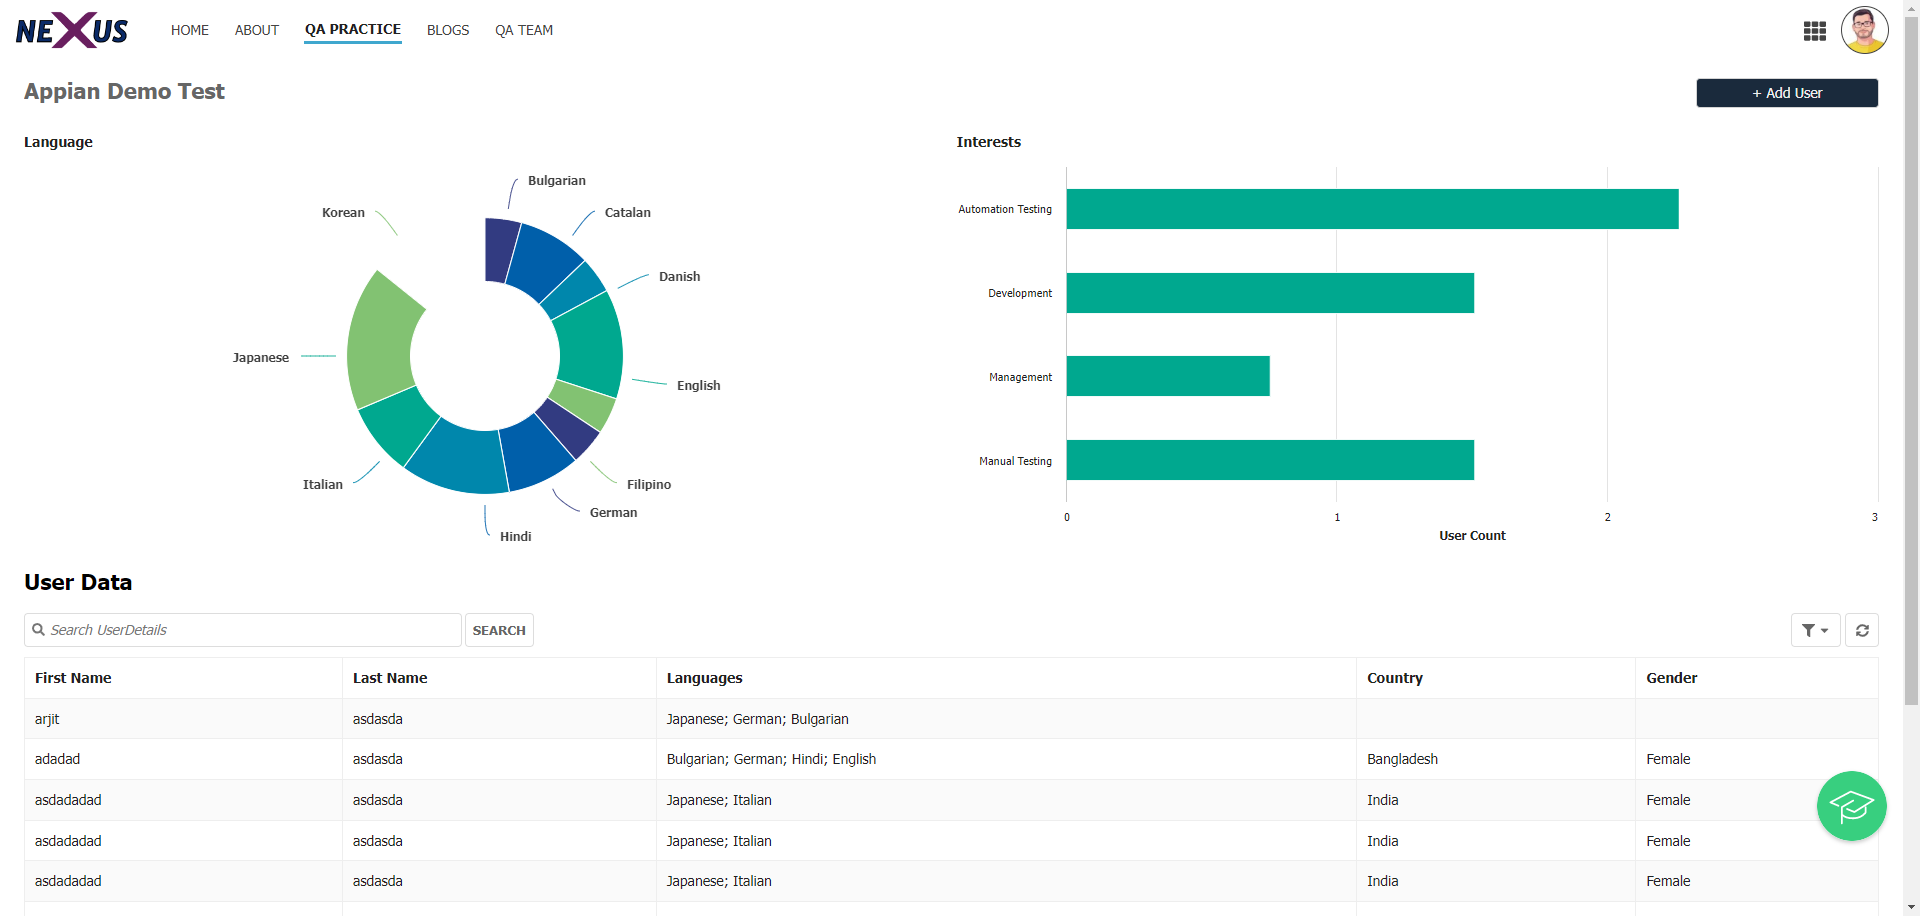 NEXUS HOME ABOUT QA PRACTICE BLOGS QA TEAM
Appian Demo Test
+ Add User
Language
Bulgarian
Korean
Catalan
Danish
Japanese
English
Italian
Filipino
German
Hindi
Interests
Automation Testing
Development
Management
Manual Testing
0 1 2 3
User Count
User Data
Search UserDetails SEARCH
First Name Last Name Languages Country Gender
arjit asdasda Japanese; German; Bulgarian
adadad asdasda Bulgarian; German; Hindi; English Bangladesh Female
asdadadad asdasda Japanese; Italian India Female
asdadadad asdasda Japanese; Italian India Female
asdadadad asdasda Japanese; Italian India Female